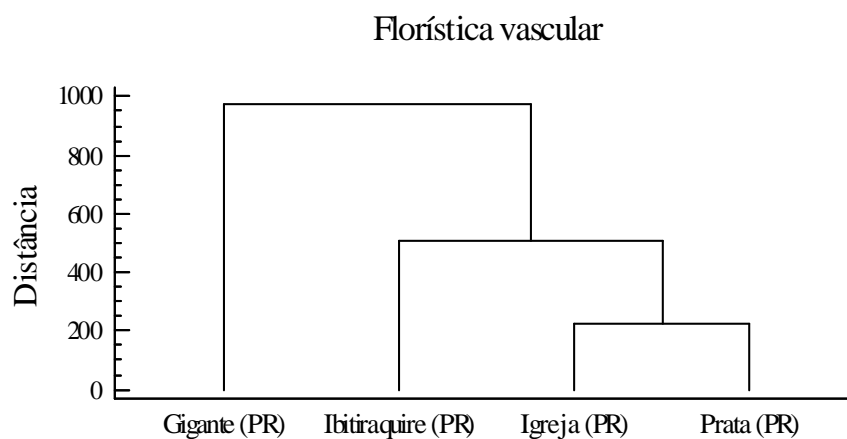 Florística vascular
Distância
1000
800
600
400
200
0
Gigante (PR) Ibitiraquire (PR) Igreja (PR) Prata (PR)